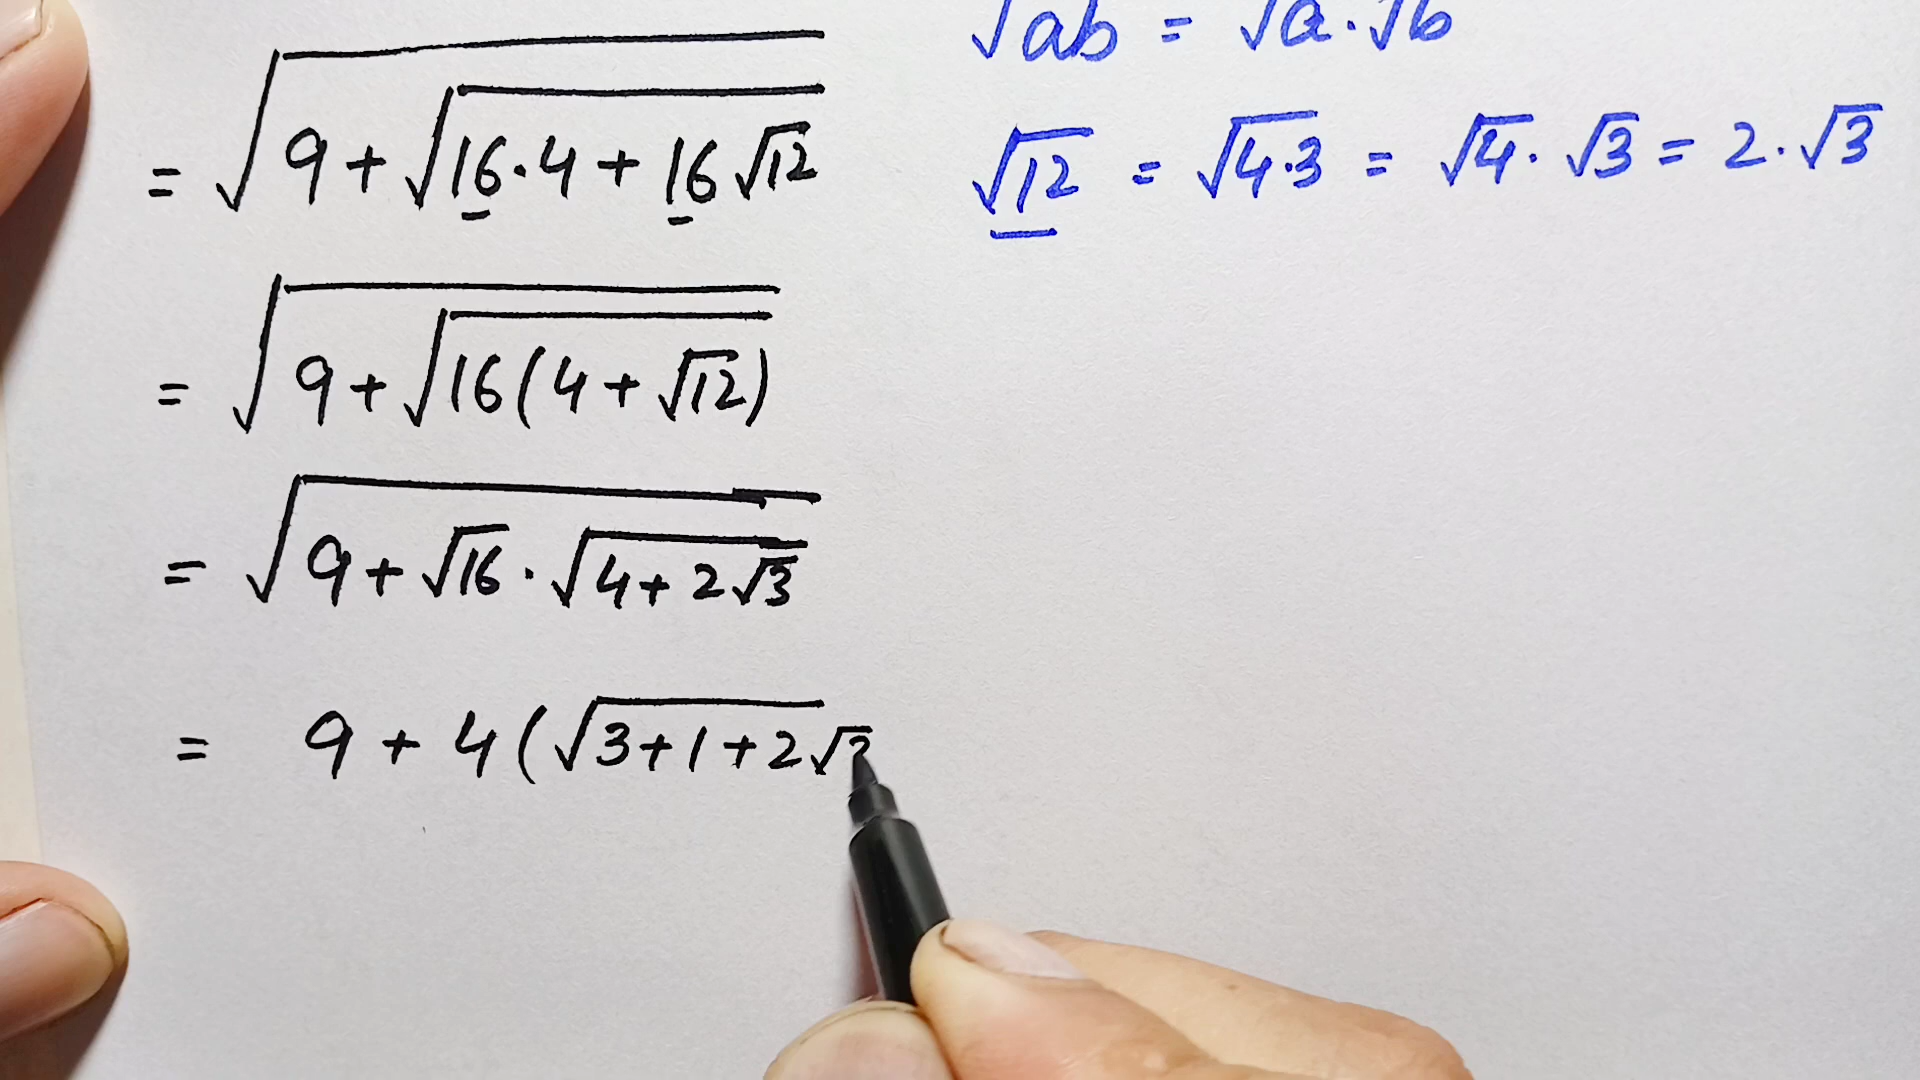 √ab = √a·√b
= √(9 + √(16·4 + 16√12))
√12 = √4·3 = √4·√3 = 2·√3
= √(9 + √(16(4 + √12)))
= √(9 + √16·√(4 + 2√3))
= 9 + 4(√(3+1+2√3